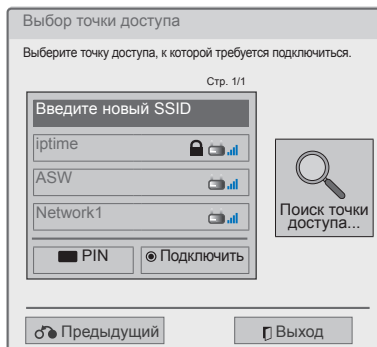 Выбор точки доступа
Выберите точку доступа, к которой требуется подключиться.
Стр. 1/1
Введите новый SSID
iptime
ASW
Network1
PIN
Подключить
Поиск точки
доступа...
Предыдущий
Выход